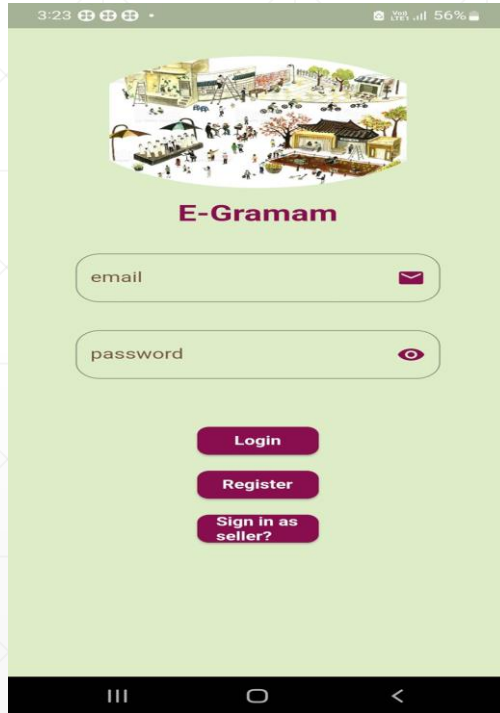 3:23
56%
E-Gramam
email
password
Login
Register
Sign in as
seller?